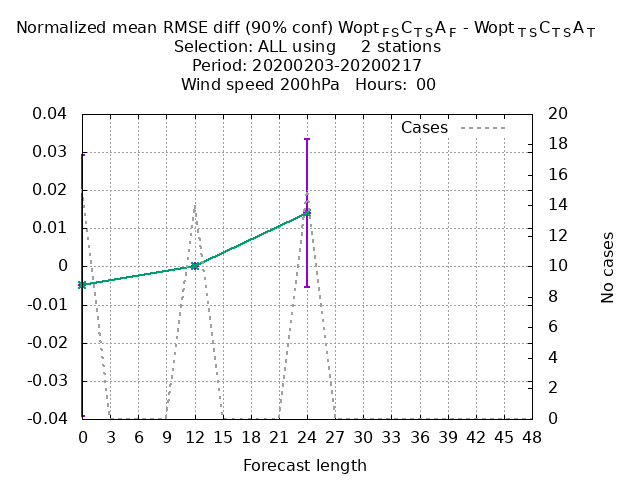 Normalized mean RMSE diff (90% conf) Wopt FS C TS A F - Wopt TS C TS A T
Selection: ALL using 2 stations
Period: 20200203-20200217
Wind speed 200hPa Hours: 00
Cases
0.04
0.03
0.02
0.01
0
-0.01
-0.02
-0.03
-0.04
20
18
16
14
12
10
8
6
4
2
0
No cases
0 3 6 9 12 15 18 21 24 27 30 33 36 39 42 45 48
Forecast length